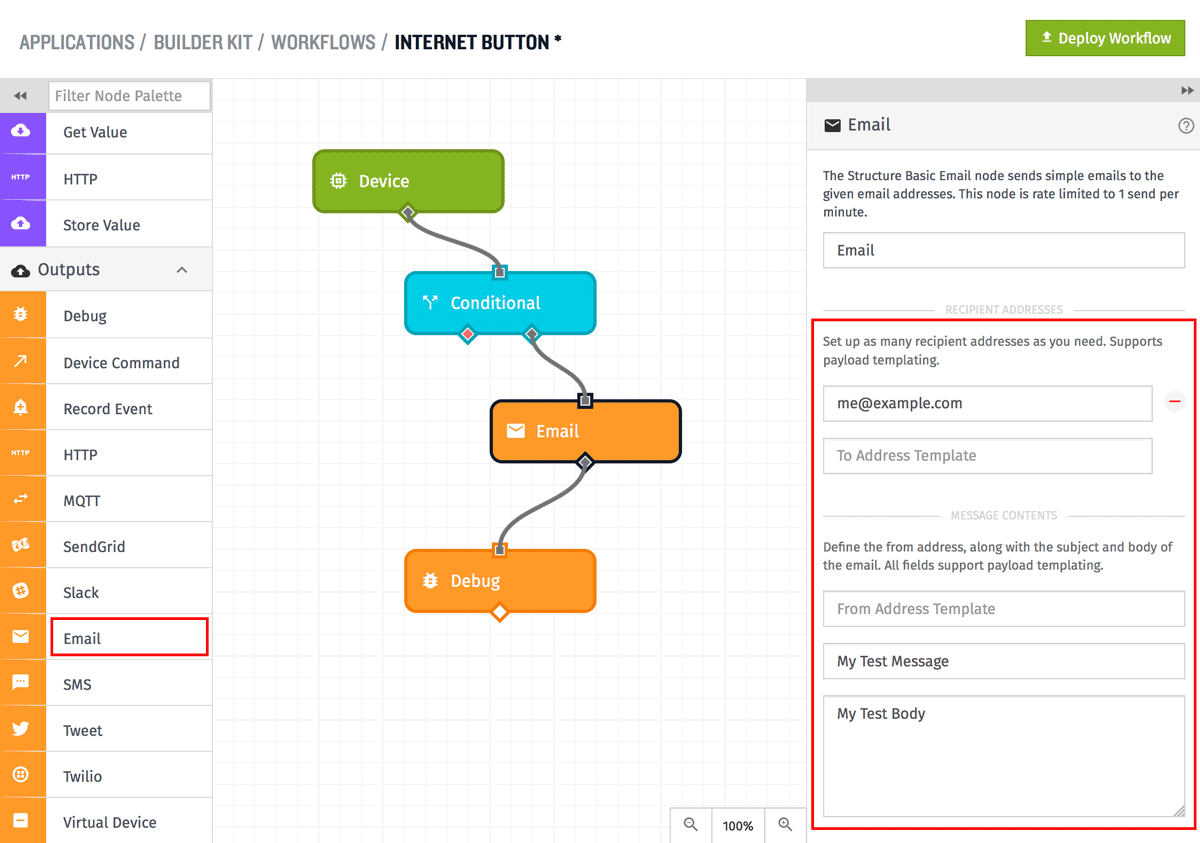 APPLICATIONS / BUILDER KIT / WORKFLOWS / INTERNET BUTTON *
Deploy Workflow
Filter Node Palette
Get Value
HTTP
HTTP
Store Value
Outputs
Debug
Device Command
Record Event
HTTP
HTTP
MQTT
SendGrid
Slack
Email
SMS
Tweet
Twilio
Virtual Device
Device
Conditional
Email
Debug
100%
Email
The Structure Basic Email node sends simple emails to the
given email addresses. This node is rate limited to 1 send per
minute.
Email
RECIPIENT ADDRESSES
Set up as many recipient addresses as you need. Supports
payload templating.
me@example.com
To Address Template
MESSAGE CONTENTS
Define the from address, along with the subject and body of
the email. All fields support payload templating.
From Address Template
My Test Message
My Test Body